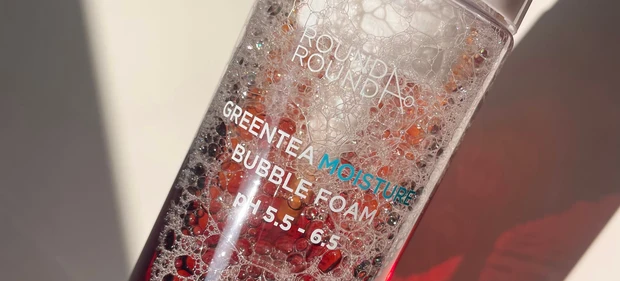 ROUND A°
ROUND
GREENTEA MOISTURE
BUBBLE FOAM
pH 5.5 - 6.5